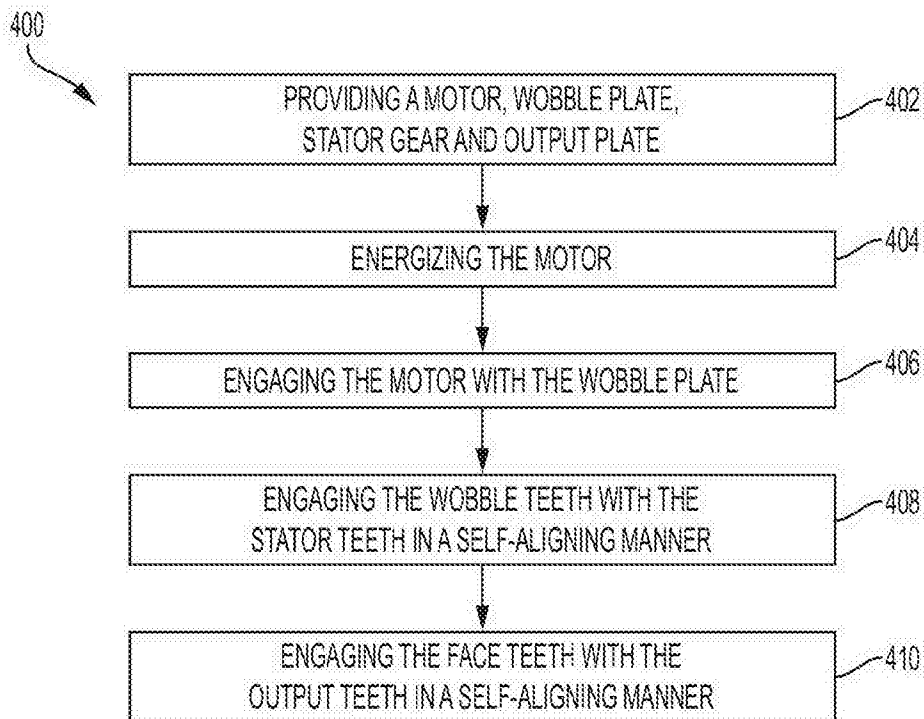 400
PROVIDING A MOTOR, WOBBLE PLATE,
STATOR GEAR AND OUTPUT PLATE
402
ENERGIZING THE MOTOR
404
ENGAGING THE MOTOR WITH THE WOBBLE PLATE
406
ENGAGING THE WOBBLE TEETH WITH THE
STATOR TEETH IN A SELF-ALIGNING MANNER
408
ENGAGING THE FACE TEETH WITH THE
OUTPUT TEETH IN A SELF-ALIGNING MANNER
410